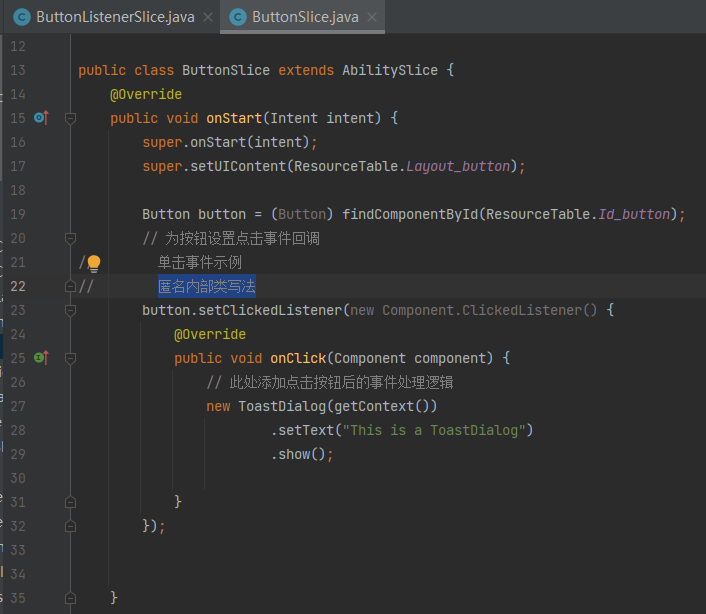 ButtonListenerSlice.java ButtonSlice.java
12
13 public class ButtonSlice extends AbilitySlice {
14 @Override
15 public void onStart(Intent intent) {
16 super.onStart(intent);
17 super.setUIContent(ResourceTable.Layout_button);
18
19 Button button = (Button) findComponentById(ResourceTable.Id_button);
20 // 为按钮设置点击事件回调
21 // 单击事件示例
22 // 匿名内部类写法
23 button.setClickedListener(new Component.ClickedListener() {
24 @Override
25 public void onClick(Component component) {
26 // 此处添加点击按钮后的事件处理逻辑
27 new ToastDialog(getContext())
28 .setText("This is a ToastDialog")
29 .show();
30
31 }
32 });
33
34
35 }